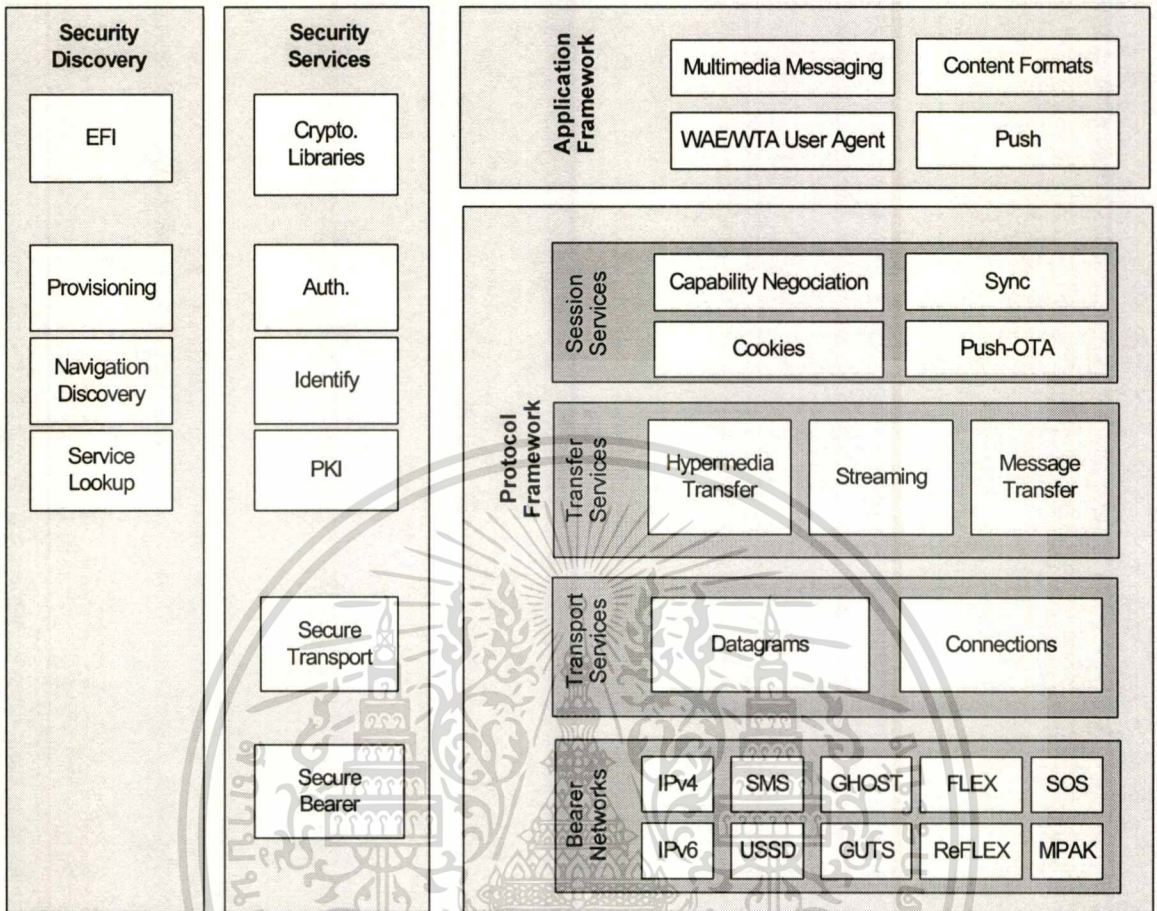 Security
Discovery
EFI
Provisioning
Navigation
Discovery
Service
Lookup
Security
Services
Crypto.
Libraries
Auth.
Identify
PKI
Secure
Transport
Secure
Bearer
Application
Framework
Multimedia Messaging
Content Formats
WAE/WTA User Agent
Push
Protocol
Framework
Session
Services
Capability Negociation
Sync
Cookies
Push-OTA
Transfer
Services
Hypermedia
Transfer
Streaming
Message
Transfer
Transport
Services
Datagrams
Connections
Bearer
Networks
IPv4
SMS
GHOST
FLEX
SOS
IPv6
USSD
GUTS
ReFLEX
MPAK